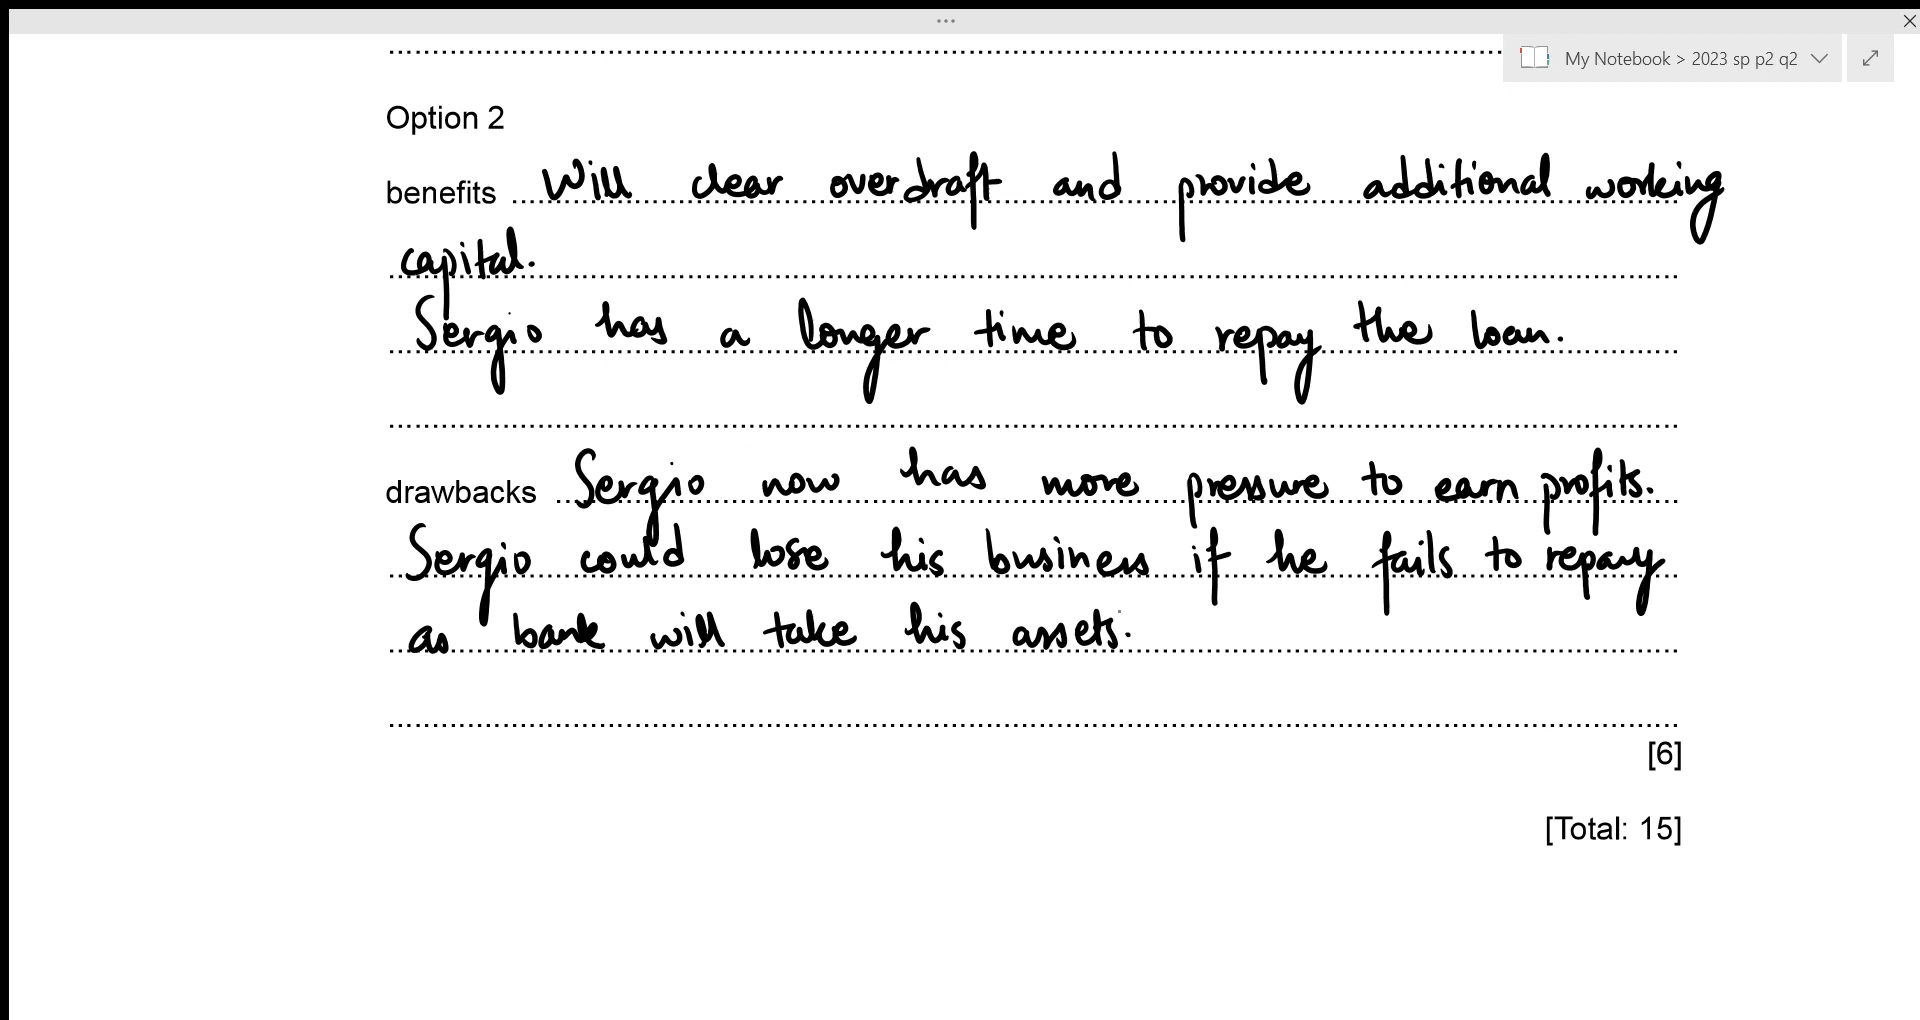 My Notebook > 2023 sp p2 q2
Option 2
benefits Will clear overdraft and provide additional working
capital.
Sergio has a longer time to repay the loan.
drawbacks Sergio now has more pressure to earn profits.
Sergio could lose his business if he fails to repay
as bank will take his assets.
[6]
[Total: 15]